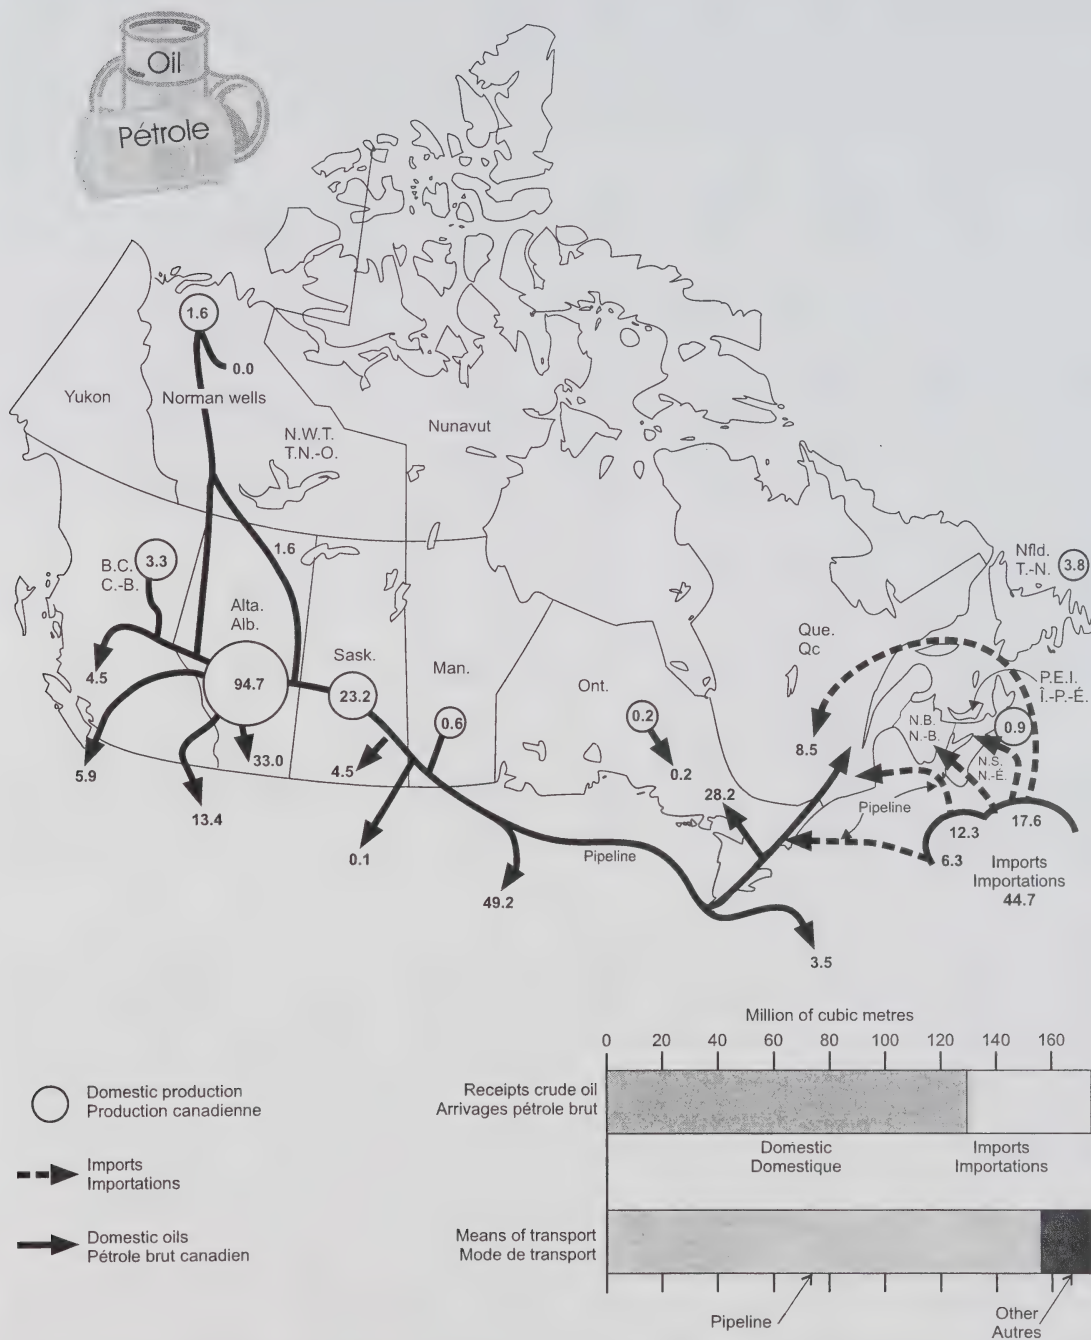 Oil
Pétrole
1.6
0.0
Yukon
Norman wells
N.W.T.
T.N.-O.
Nunavut
1.6
B.C.
C.-B.
3.3
Alta.
Alb.
Sask.
Man.
Ont.
Que.
Qc
Nfld.
T.-N.
3.8
P.E.I.
Î.-P.-É.
N.B.
N.-B.
0.9
N.S.
N.-É.
4.5
94.7
23.2
0.6
0.2
8.5
5.9
33.0
4.5
0.2
28.2
13.4
0.1
49.2
Pipeline
Pipeline
12.3
17.6
6.3
Imports
Importations
44.7
3.5
Million of cubic metres
0 20 40 60 80 100 120 140 160
Domestic production
Production canadienne
Receipts crude oil
Arrivages pétrole brut
Domestic
Domestique
Imports
Importations
Imports
Importations
Domestic oils
Pétrole brut canadien
Means of transport
Mode de transport
Pipeline
Other
Autres